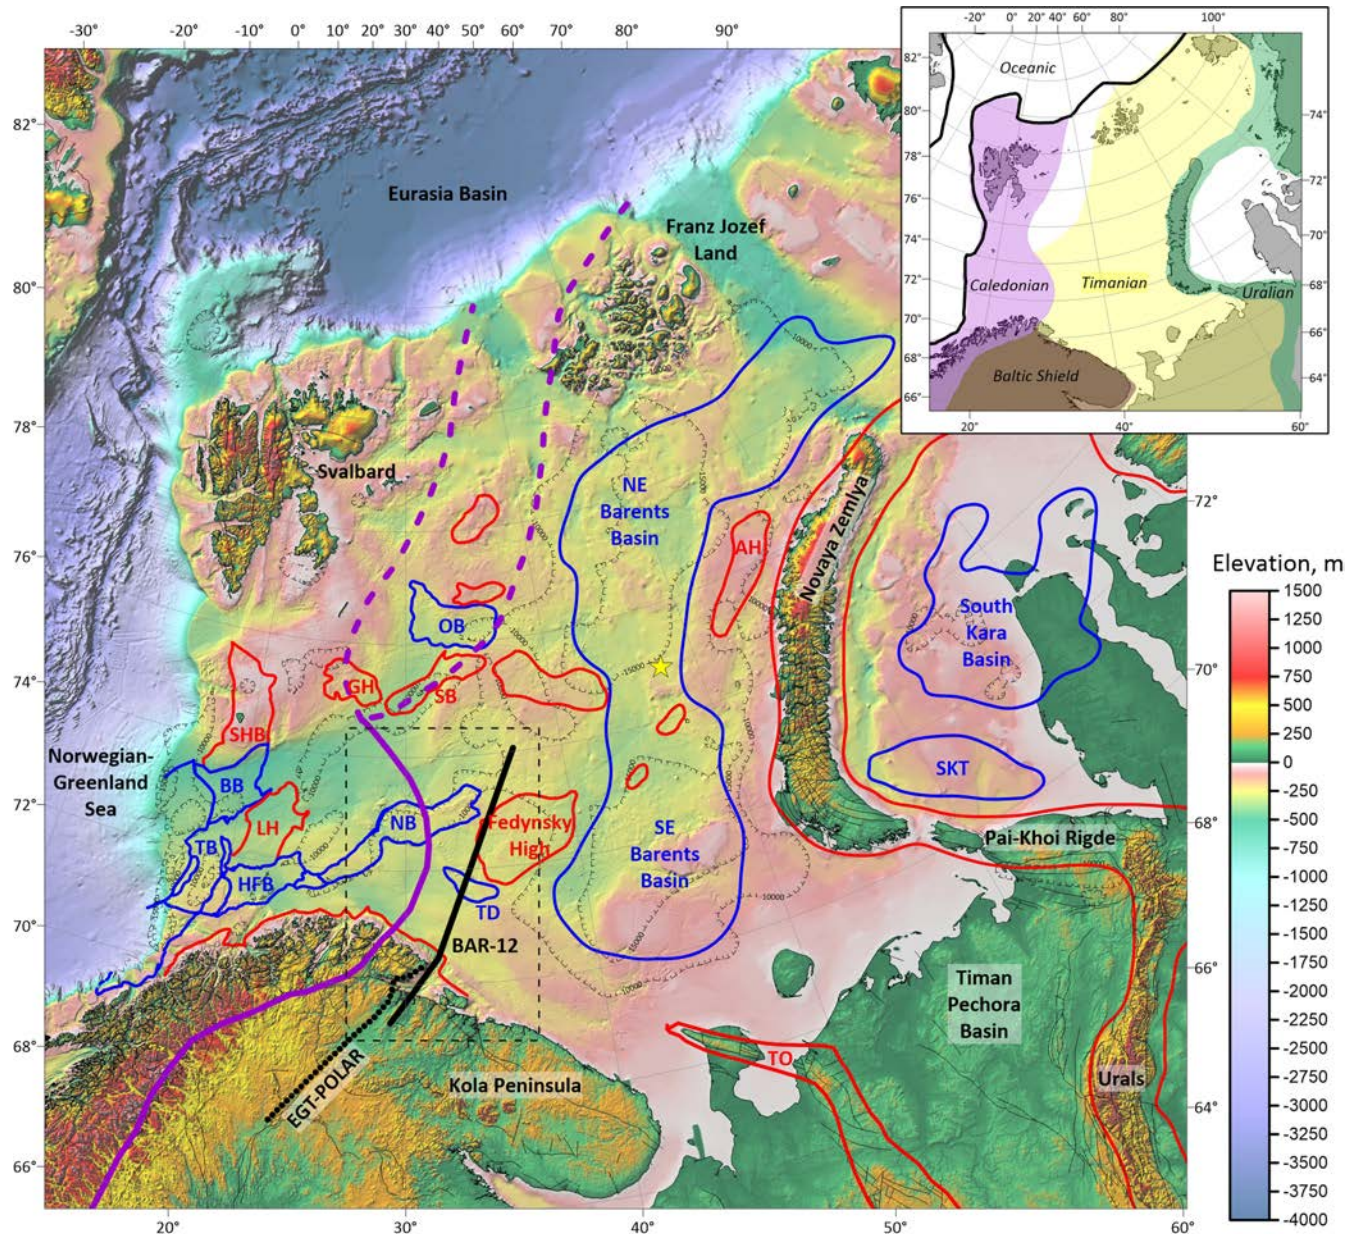 -30° -20° -10° 0° 10° 20° 30° 40° 50° 60° 70° 80° 90°
-20° 0° 20° 40° 60° 80° 100°
82°
80°
78°
76°
74°
72°
70°
68°
66°
Oceanic
Caledonian
Timanian
Uralian
Baltic Shield
74°
72°
70°
68°
66°
64°
20° 40° 60°
82°
80°
78°
76°
74°
72°
70°
68°
66°
Eurasia Basin
Franz Jozef
Land
Svalbard
NE
Barents
Basin
AH
Novaya Zemlya
South
Kara
Basin
OB
GH
SB
SHB
Norwegian-
Greenland
Sea
BB
LH
TB
HFB
NB
Fedynsky
High
TD
BAR-12
SE
Barents
Basin
SKT
Pai-Khoi Rigde
Timan
Pechora
Basin
TO
Urals
Kola Peninsula
EGT-POLAR
-10000
-15000
72°
70°
68°
66°
64°
20° 30° 40° 50° 60°
Elevation, m
1500
1250
1000
750
500
250
0
-250
-500
-750
-1000
-1250
-1500
-1750
-2000
-2250
-2500
-2750
-3000
-3250
-3500
-3750
-4000